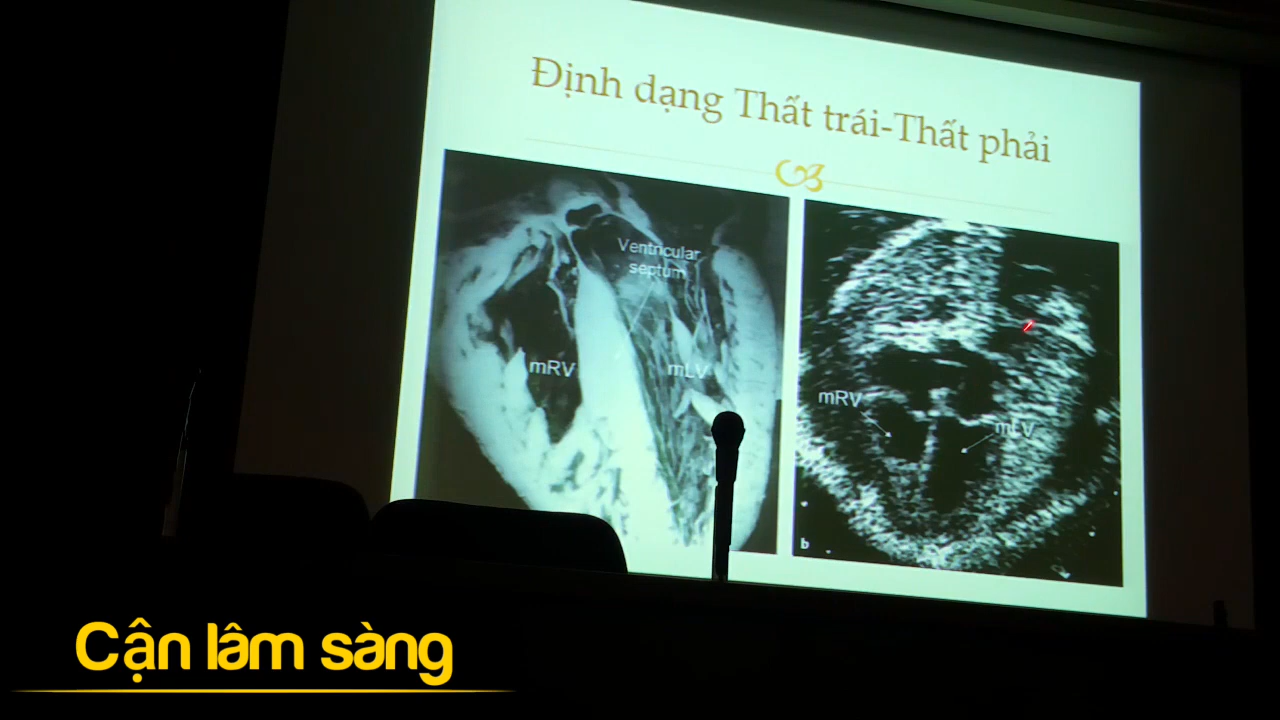 Định dạng Thất trái-Thất phải
Ventricular
septum
mRV
mLV
mRV
mLV
b
Cận lâm sàng